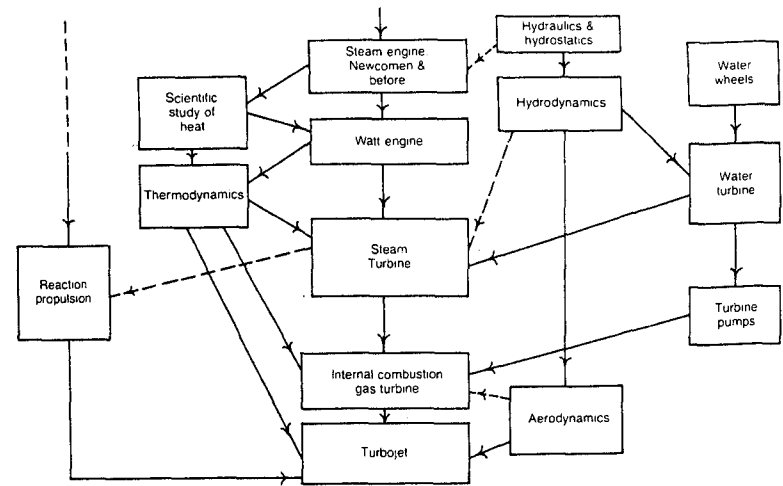 Hydraulics &
hydrostatics
Steam engine.
Newcomen &
before
Water
wheels
Scientific
study of
heat
Hydrodynamics
Watt engine
Thermodynamics
Water
turbine
Steam
Turbine
Reaction
propulsion
Turbine
pumps
Internal combustion
gas turbine
Aerodynamics
Turbojet